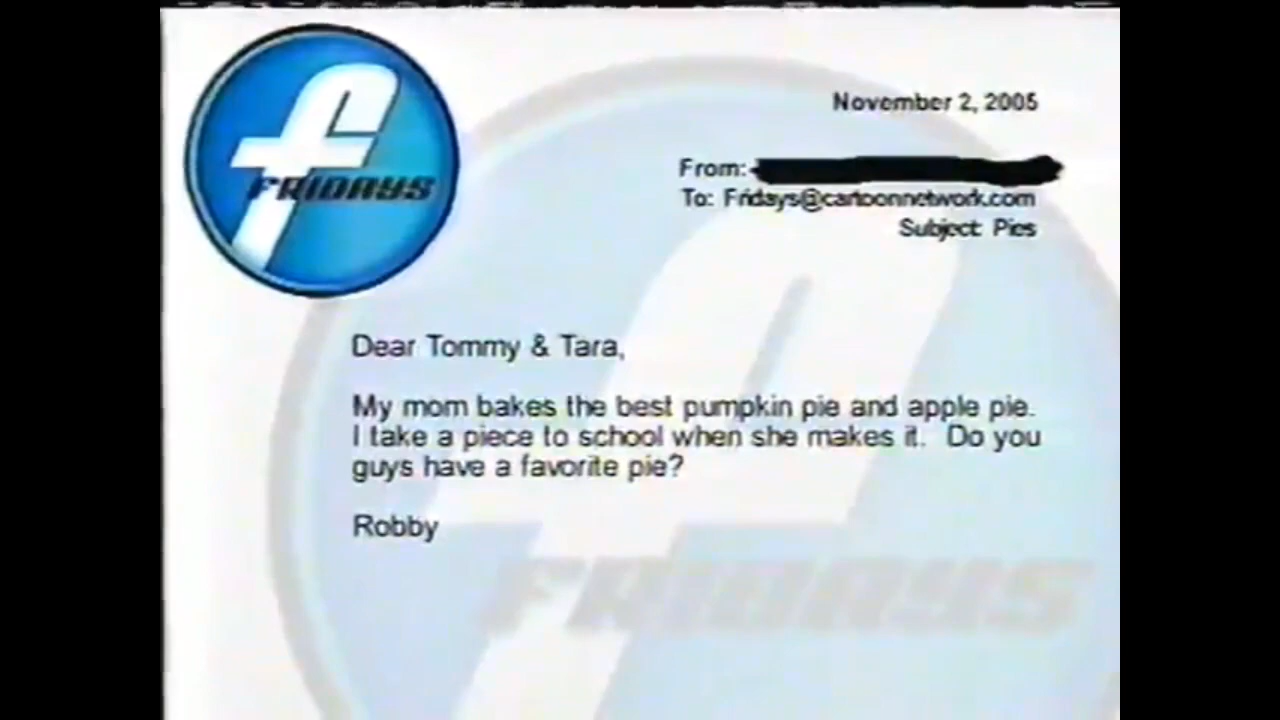 f
FRIDAYS
November 2, 2005
From:
To: Fridays@cartoonnetwork.com
Subject: Pies
Dear Tommy & Tara,
My mom bakes the best pumpkin pie and apple pie.
I take a piece to school when she makes it. Do you
guys have a favorite pie?
Robby
f
FRIDAYS